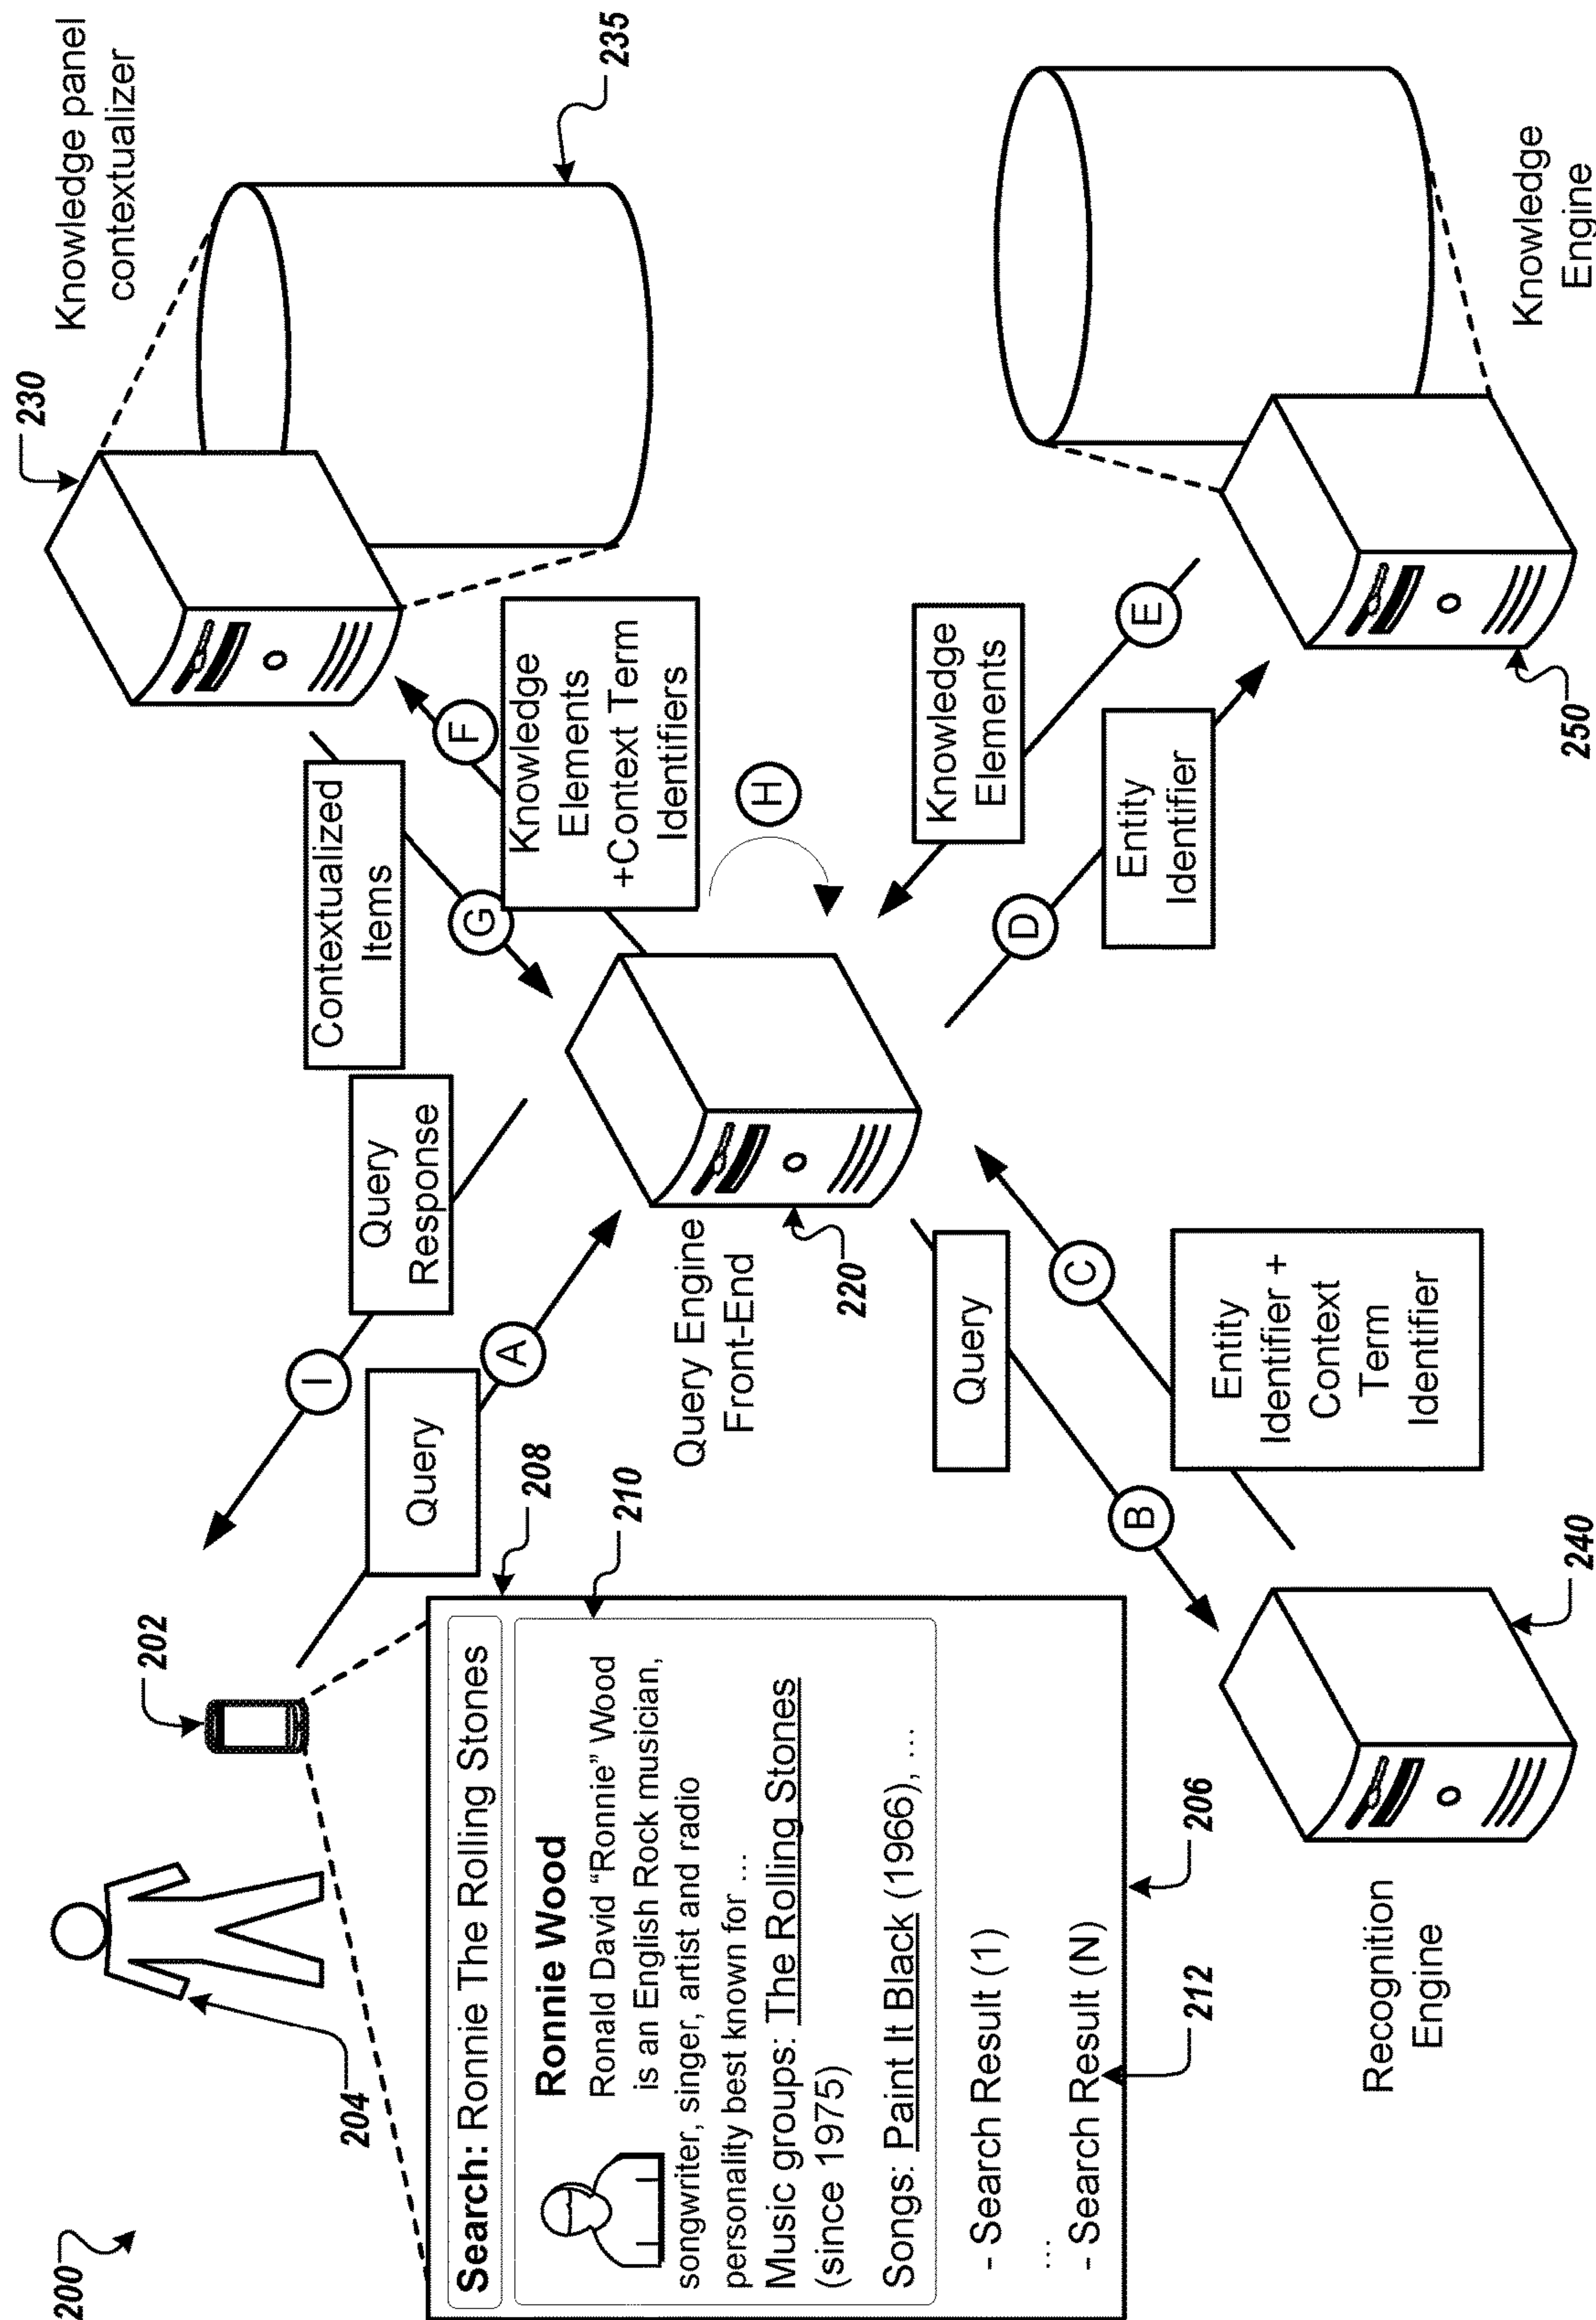 200
204
202
Search: Ronnie The Rolling Stones
208
210
Ronnie Wood
Ronald David “Ronnie” Wood
is an English Rock musician,
songwriter, singer, artist and radio
personality best known for ...
Music groups: The Rolling Stones
(since 1975)
Songs: Paint It Black (1966), ...
- Search Result (1)
...
- Search Result (N)
212
206
I
Query
Response
Query
A
Query Engine
Front-End
220
Contextualized
Items
G
F
Knowledge
Elements
+Context Term
Identifiers
H
230
Knowledge panel
contextualizer
235
Query
B
C
Entity
Identifier +
Context
Term
Identifier
Recognition
Engine
240
Knowledge
Elements
E
D
Entity
Identifier
250
Knowledge
Engine